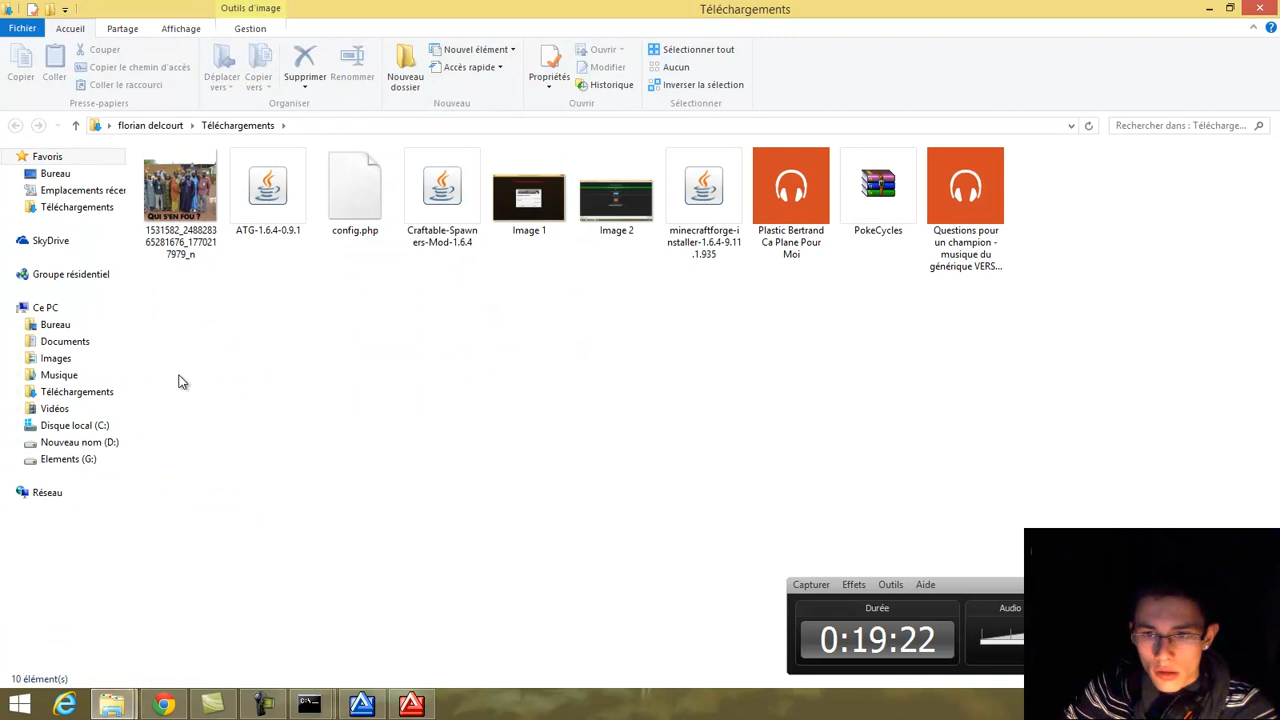 Outils d'image
Téléchargements
Fichier
Accueil
Partage
Affichage
Gestion
Copier
Coller
Couper
Copier le chemin d'accès
Coller le raccourci
Presse-papiers
Déplacer vers
Copier vers
Supprimer
Renommer
Organiser
Nouveau dossier
Nouvel élément
Accès rapide
Nouveau
Propriétés
Ouvrir
Modifier
Historique
Ouvrir
Sélectionner tout
Aucun
Inverser la sélection
Sélectionner
florian delcourt
Téléchargements
Rechercher dans : Télécharge...
Favoris
Bureau
Emplacements récen
Téléchargements
SkyDrive
Groupe résidentiel
Ce PC
Bureau
Documents
Images
Musique
Téléchargements
Vidéos
Disque local (C:)
Nouveau nom (D:)
Elements (G:)
Réseau
QUI S'EN FOU ?
1531582_2488283
65281676_177021
7979_n
ATG-1.6.4-0.9.1
config.php
Craftable-Spawn
ers-Mod-1.6.4
Image 1
Image 2
minecraftforge-i
nstaller-1.6.4-9.11
.1.935
Plastic Bertrand
Ca Plane Pour
Moi
PokeCycles
Questions pour
un champion -
musique du
générique VERS...
Capturer
Effets
Outils
Aide
Durée
Audio
0:19:22
10 élément(s)